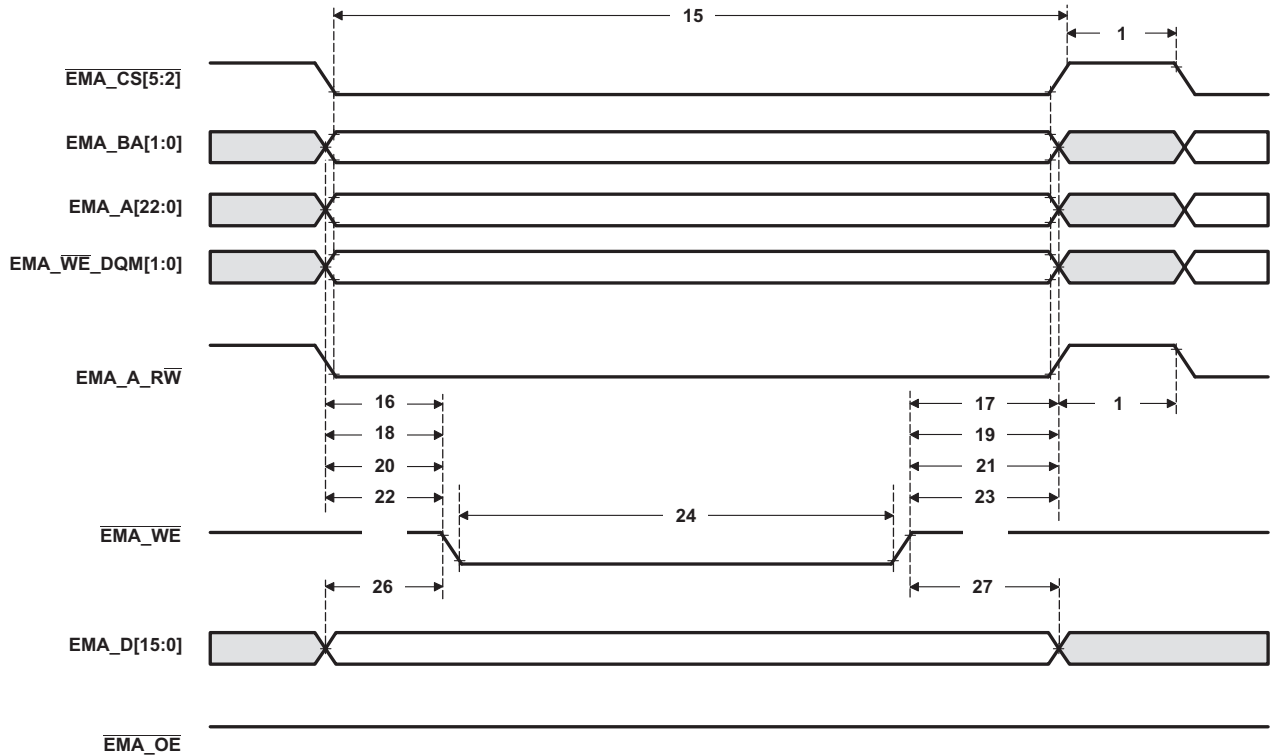 15
1
EMA_CS[5:2]
EMA_BA[1:0]
EMA_A[22:0]
EMA_WE_DQM[1:0]
EMA_A_RW
16 17 1
18 19
20 21
22 23
24
EMA_WE
26 27
EMA_D[15:0]
EMA_OE